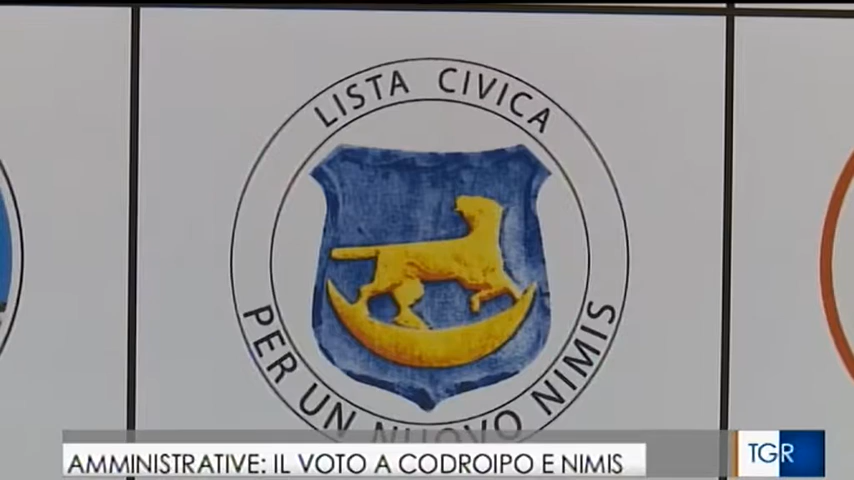 LISTA CIVICA
PER UN NUOVO NIMIS
AMMINISTRATIVE: IL VOTO A CODROIPO E NIMIS
TGR